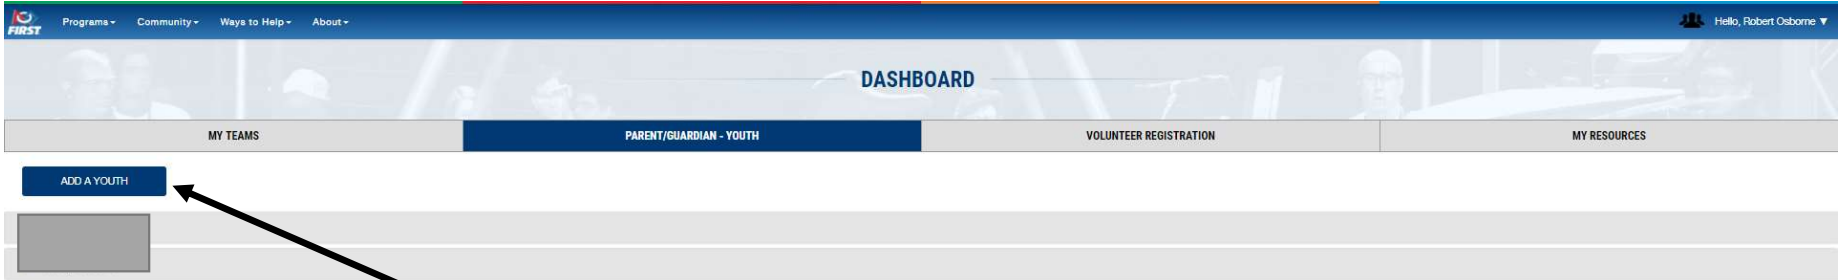 FIRST
Programs Community Ways to Help About
Hello, Robert Osborne
DASHBOARD
MY TEAMS PARENT/GUARDIAN - YOUTH VOLUNTEER REGISTRATION MY RESOURCES
ADD A YOUTH